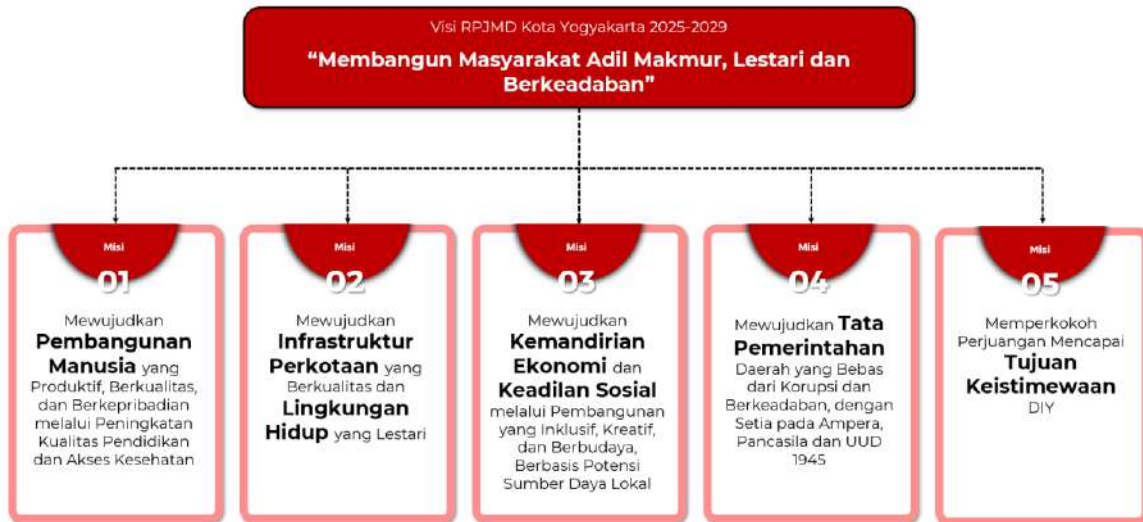 Visi RPJMD Kota Yogyakarta 2025-2029
“Membangun Masyarakat Adil Makmur, Lestari dan
Berkeadaban”
Misi
01
Mewujudkan
Pembangunan
Manusia yang
Produktif, Berkualitas,
dan Berkepribadian
melalui Peningkatan
Kualitas Pendidikan
dan Akses Kesehatan
Misi
02
Mewujudkan
Infrastruktur
Perkotaan yang
Berkualitas dan
Lingkungan
Hidup yang Lestari
Misi
03
Mewujudkan
Kemandirian
Ekonomi dan
Keadilan Sosial
melalui Pembangunan
yang Inklusif, Kreatif,
dan Berbudaya,
Berbasis Potensi
Sumber Daya Lokal
Misi
04
Mewujudkan Tata
Pemerintahan
Daerah yang Bebas
dari Korupsi dan
Berkeadaban, dengan
Setia pada Ampera,
Pancasila dan UUD
1945
Misi
05
Memperkokoh
Perjuangan Mencapai
Tujuan
Keistimewaan
DIY